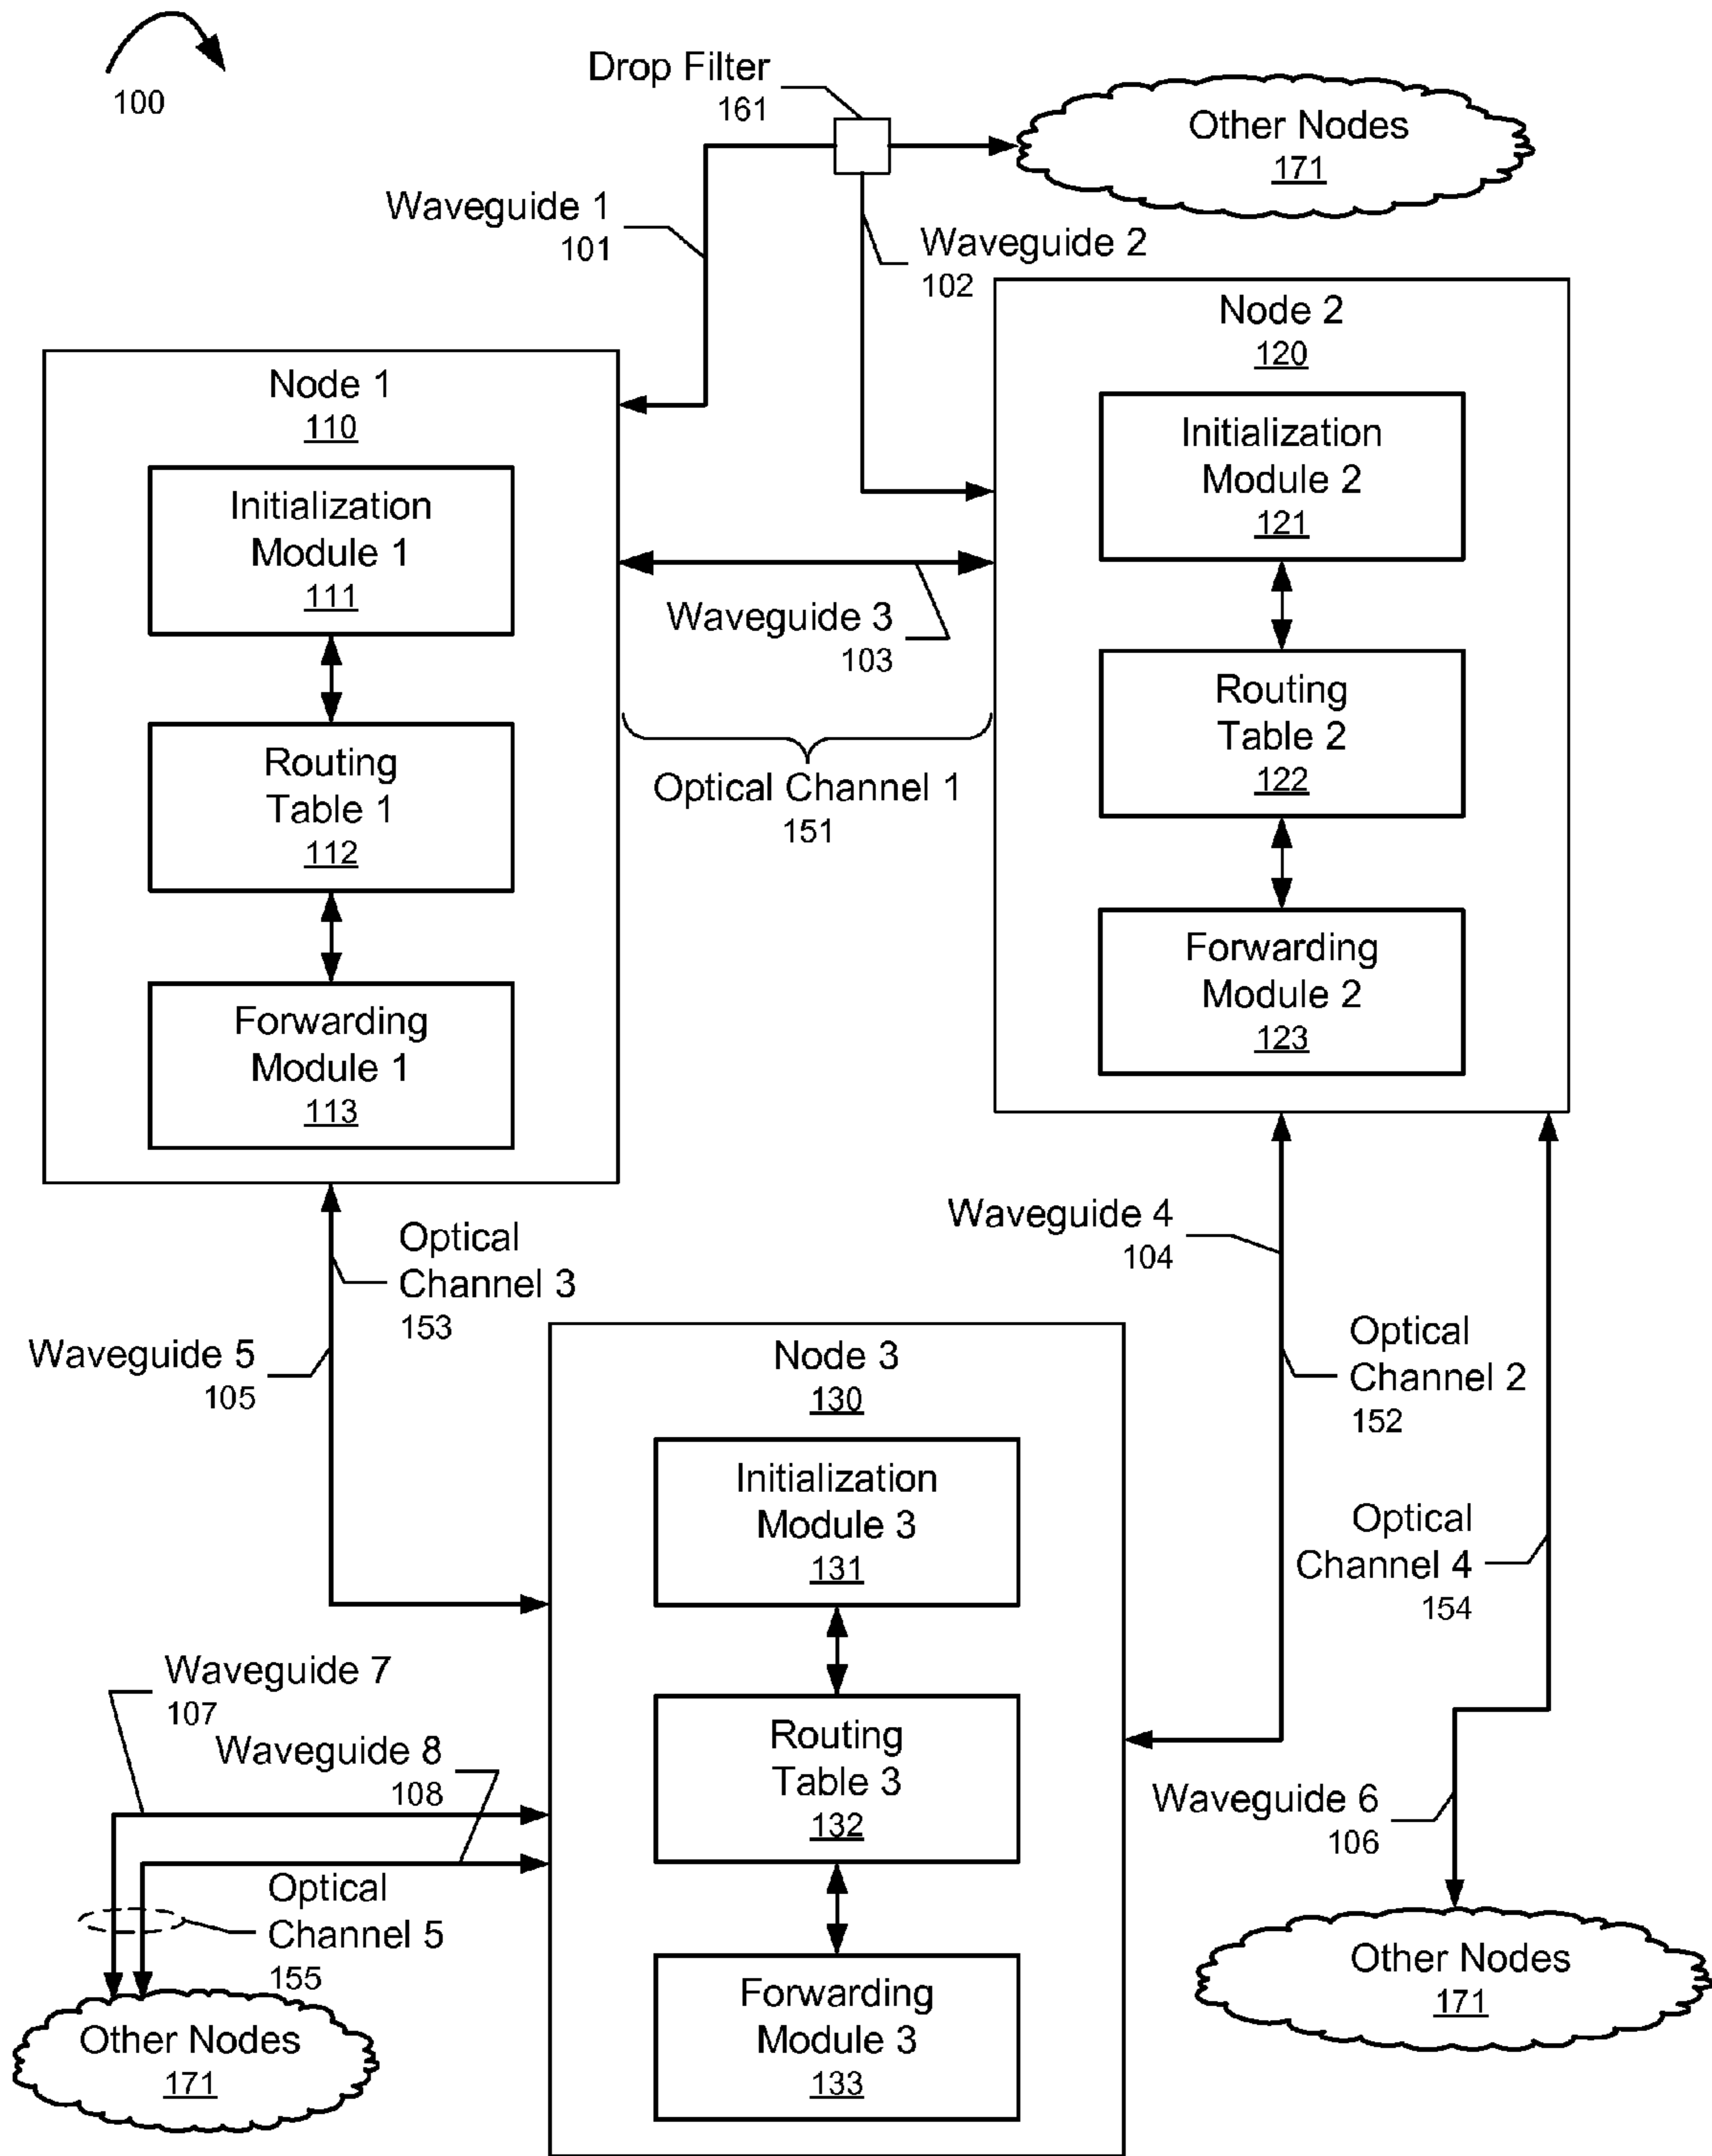 100
Drop Filter
161
Other Nodes
171
Waveguide 1
101
Waveguide 2
102
Node 1
110
Initialization
Module 1
111
Routing
Table 1
112
Forwarding
Module 1
113
Node 2
120
Initialization
Module 2
121
Routing
Table 2
122
Forwarding
Module 2
123
Waveguide 3
103
Optical Channel 1
151
Optical
Channel 3
153
Waveguide 5
105
Waveguide 4
104
Optical
Channel 2
152
Optical
Channel 4
154
Node 3
130
Initialization
Module 3
131
Routing
Table 3
132
Forwarding
Module 3
133
Waveguide 7
107
Waveguide 8
108
Optical
Channel 5
155
Other Nodes
171
Waveguide 6
106
Other Nodes
171